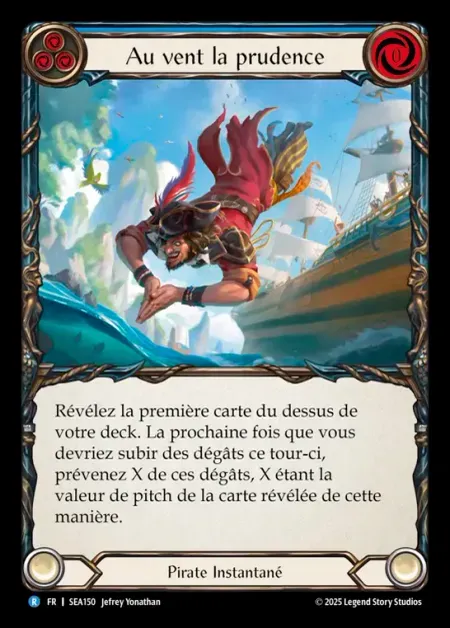 Au vent la prudence
0
Révélez la première carte du dessus de
votre deck. La prochaine fois que vous
devriez subir des dégâts ce tour-ci,
prévenez X de ces dégâts, X étant la
valeur de pitch de la carte révélée de cette
manière.
Pirate Instantané
R FR | SEA150 Jefrey Yonathan
© 2025 Legend Story Studios